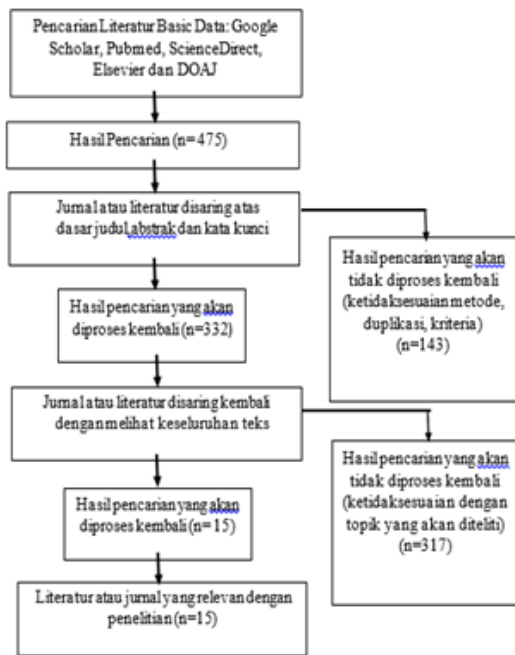 Pencarian Literatur Basic Data: Google
Scholar, Pubmed, ScienceDirect,
Elsevier dan DOAJ
Hasil Pencarian (n=475)
Jurnal atau literatur disaring atas
dasar judul,abstrak dan kata kunci
Hasil pencarian yang akan
tidak diproses kembali
(ketidaksesuaian metode,
duplikasi, kriteria)
(n=143)
Hasil pencarian yang akan
diproses kembali (n=332)
Jurnal atau literatur disaring kembali
dengan melihat keseluruhan teks
Hasil pencarian yang akan
tidak diproses kembali
(ketidaksesuaian dengan
topik yang akan diteliti)
(n=317)
Hasil pencarian yang akan
diproses kembali (n=15)
Literatur atau jurnal yang relevan dengan
penelitian (n=15)